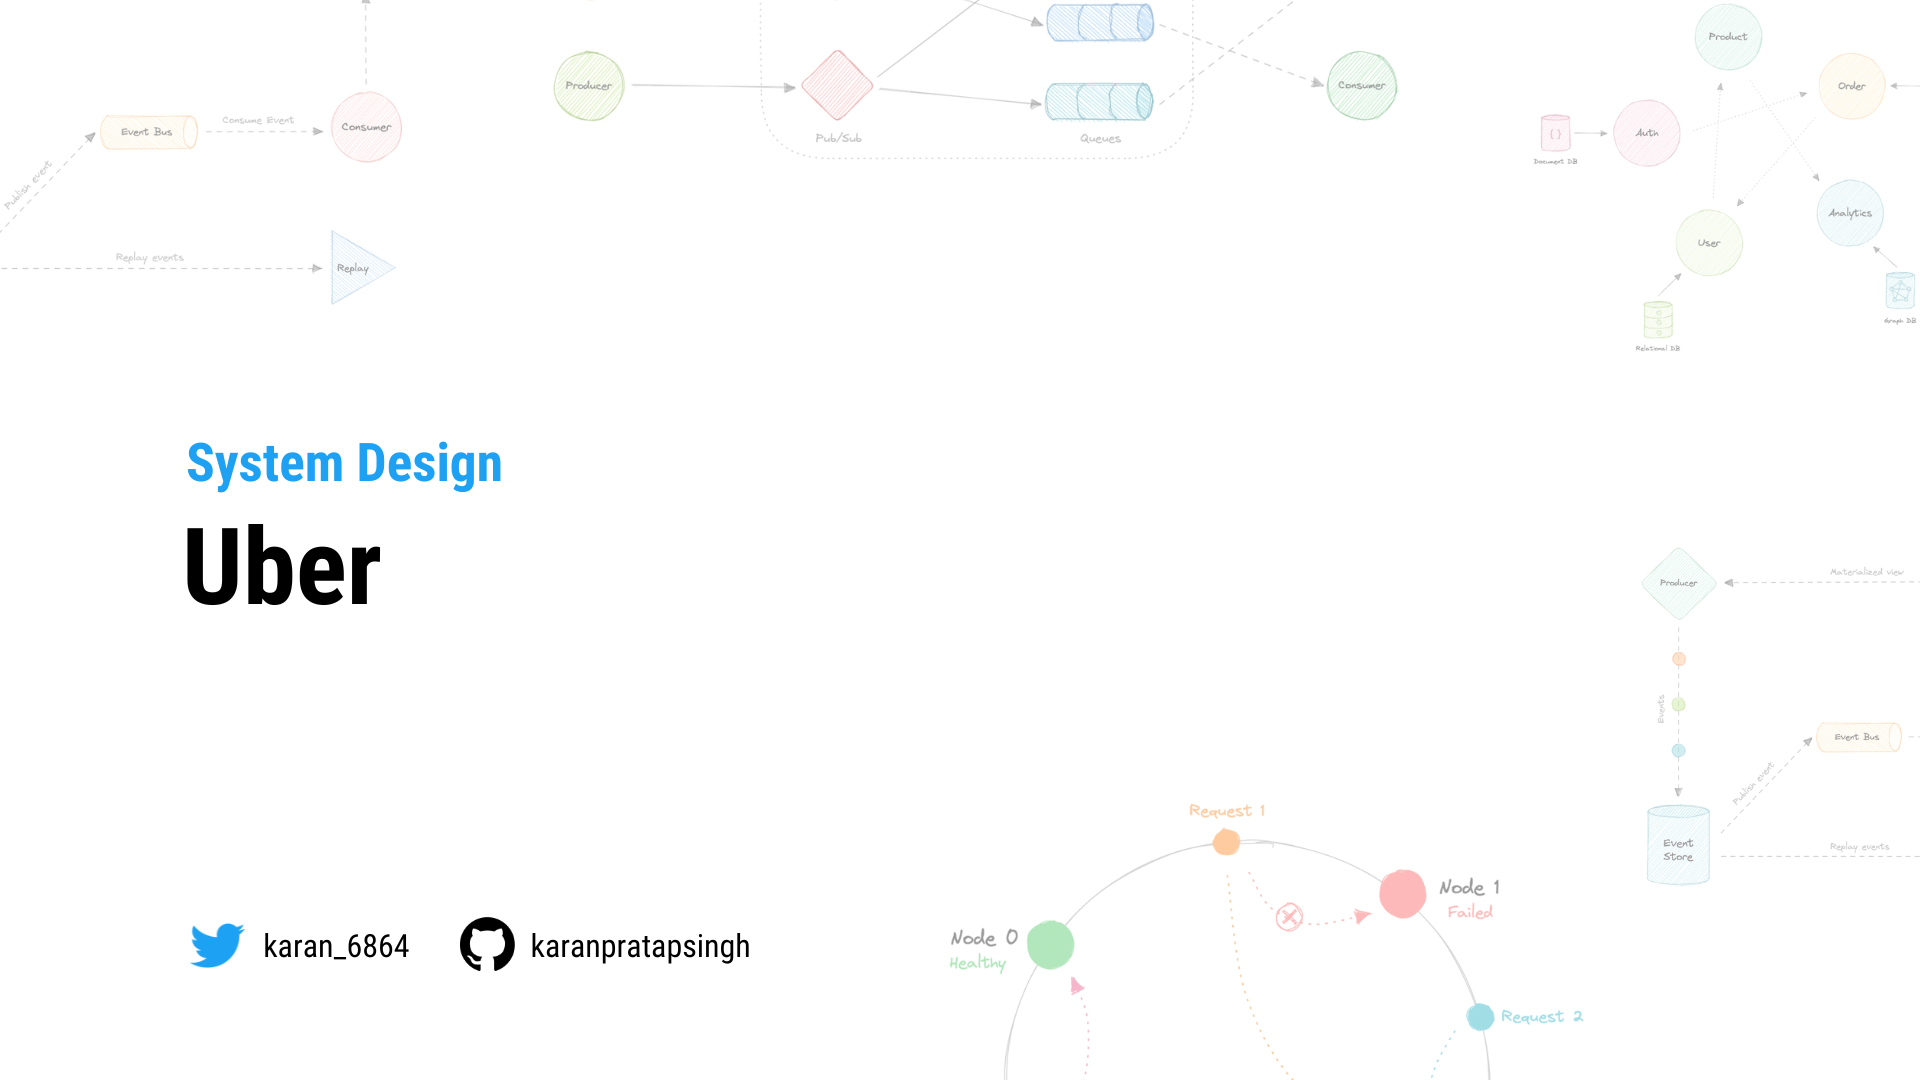 Producer
Pub/Sub
Queues
Consumer
Event Bus
Consume Event
Consumer
Publish event
Replay events
Replay
Product
Order
Document DB
{ }
Auth
Analytics
User
Graph DB
Relational DB
System Design
Uber
Producer
Materialized view
Events
Event Bus
Publish event
Event
Store
Replay events
Request 1
Node 1
Failed
Node 0
Healthy
Request 2
karan_6864
karanpratapsingh